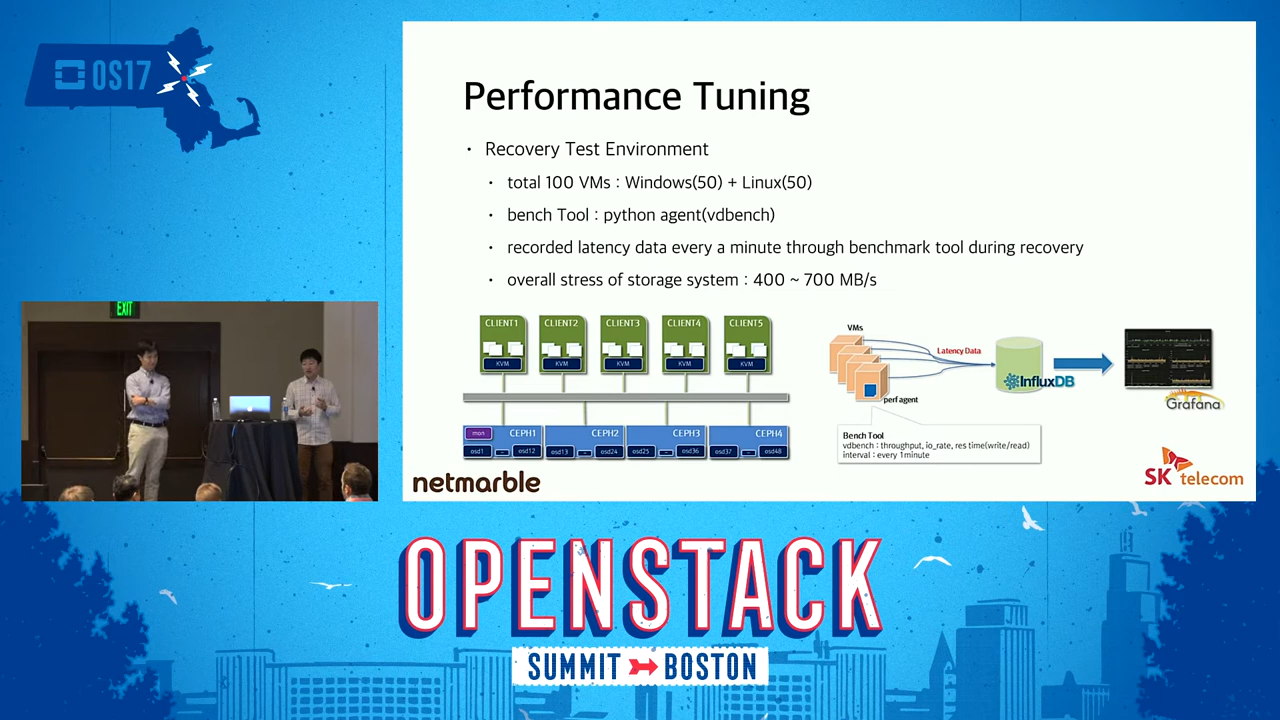 OS17
Performance Tuning
• Recovery Test Environment
• total 100 VMs : Windows(50) + Linux(50)
• bench Tool : python agent(vdbench)
• recorded latency data every a minute through benchmark tool during recovery
• overall stress of storage system : 400 ~ 700 MB/s
EXIT
CLIENT1 CLIENT2 CLIENT3 CLIENT4 CLIENT5
KVM KVM KVM KVM KVM
mon CEPH1 CEPH2 CEPH3 CEPH4
osd1 ~ osd12 osd13 ~ osd24 osd25 ~ osd36 osd37 ~ osd48
VMs
Latency Data
InfluxDB
perf agent
Grafana
Bench Tool
vdbench : throughput, io_rate, res time(write/read)
interval : every 1minute
netmarble
SK telecom
OPENSTACK
SUMMIT BOSTON